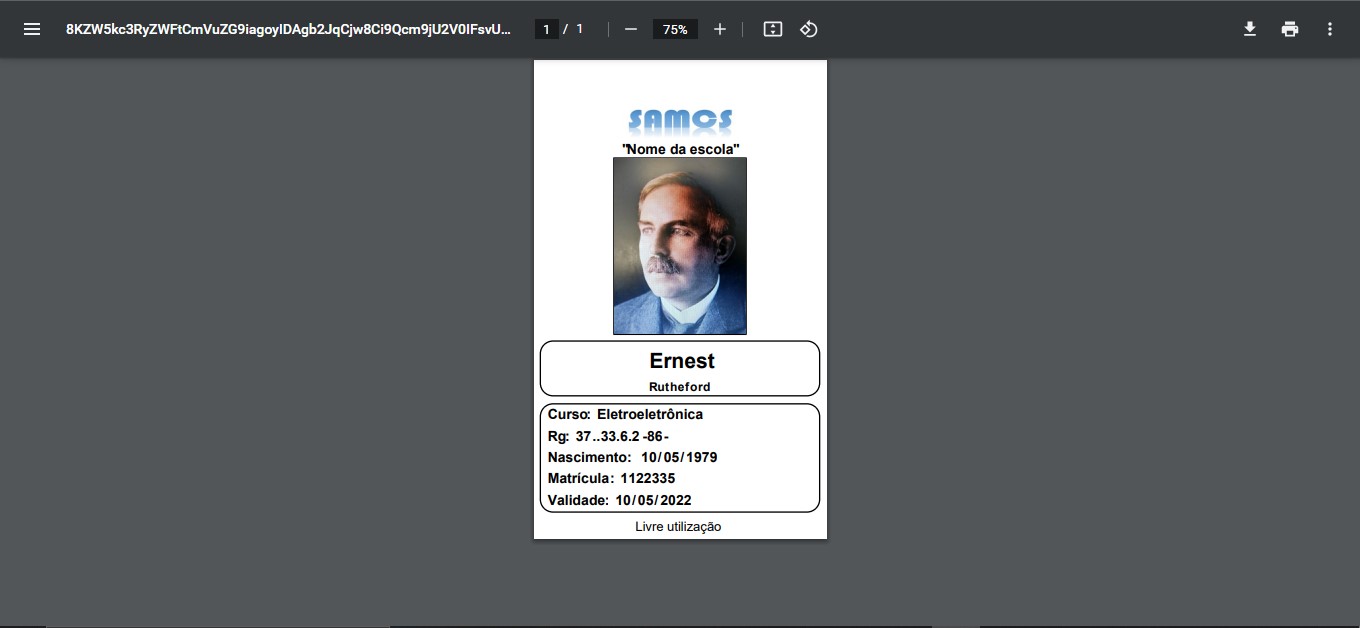 8KZW5kc3RyZWFtCmVuZG9iagoyIDAgb2JqCjw8Ci9Qcm9jU2V0IFsvU...
1 / 1
75%
SAMCS
"Nome da escola"
Ernest
Rutheford
Curso: Eletroeletrônica
Rg: 37..33.6.2 -86-
Nascimento: 10/05/1979
Matrícula: 1122335
Validade: 10/05/2022
Livre utilização